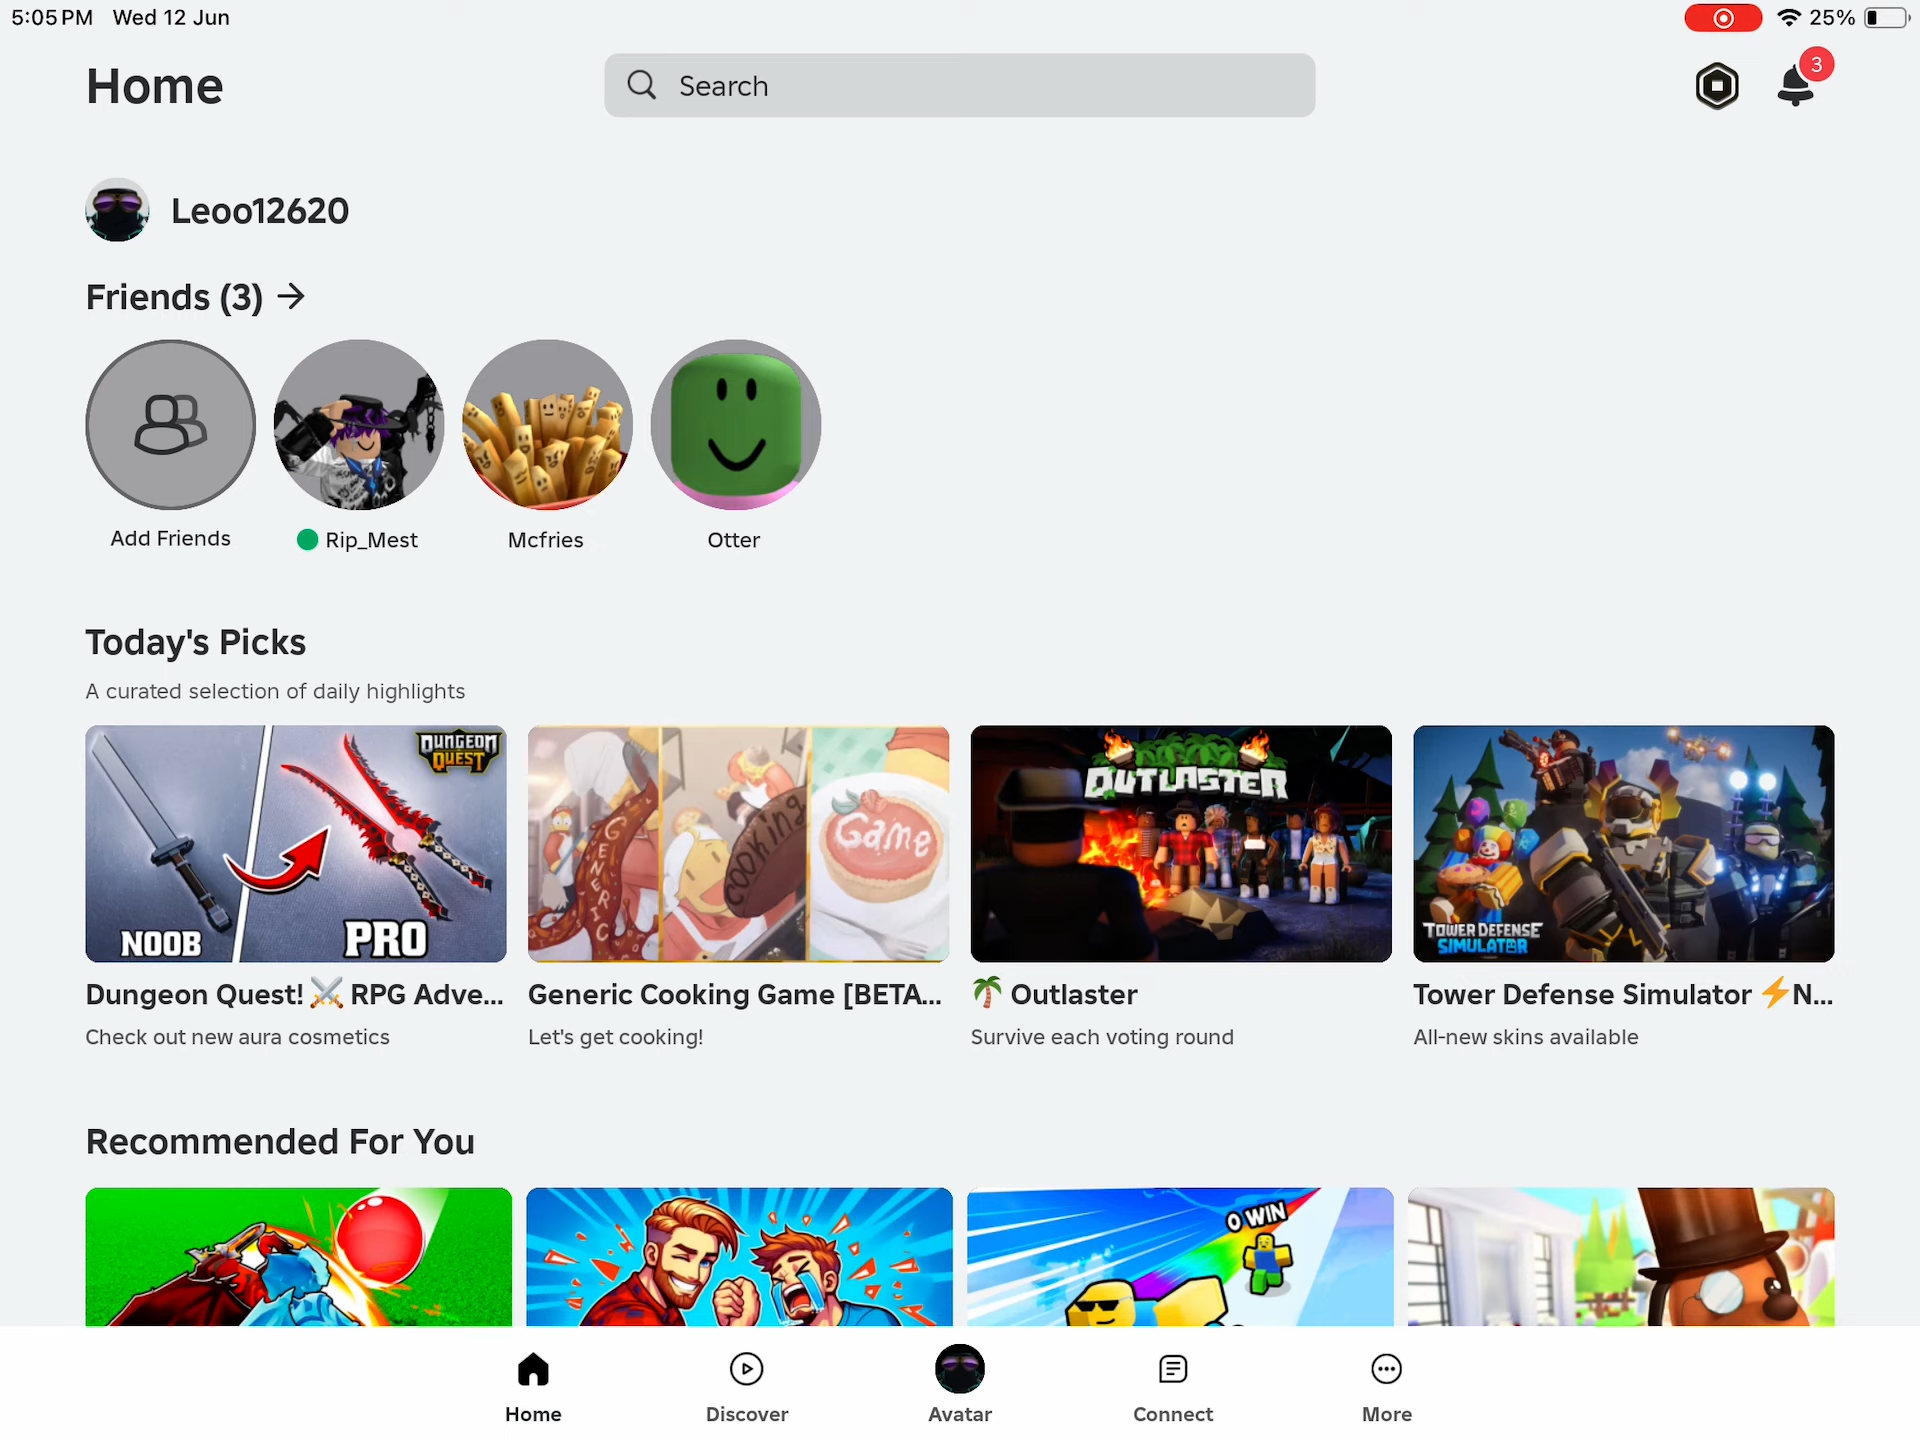 5:05 PM Wed 12 Jun
25%
Home
Search
3
Leoo12620
Friends (3) →
Add Friends
Rip_Mest
Mcfries
Otter
Today's Picks
A curated selection of daily highlights
DUNGEON
QUEST
NOOB
PRO
GENERIC
COOKING
Game
OUTLASTER
TOWER DEFENSE
SIMULATOR
Dungeon Quest! ⚔️ RPG Adve...
Generic Cooking Game [BETA...
🌴 Outlaster
Tower Defense Simulator ⚡N...
Check out new aura cosmetics
Let's get cooking!
Survive each voting round
All-new skins available
Recommended For You
0 WIN
Home
Discover
Avatar
Connect
More